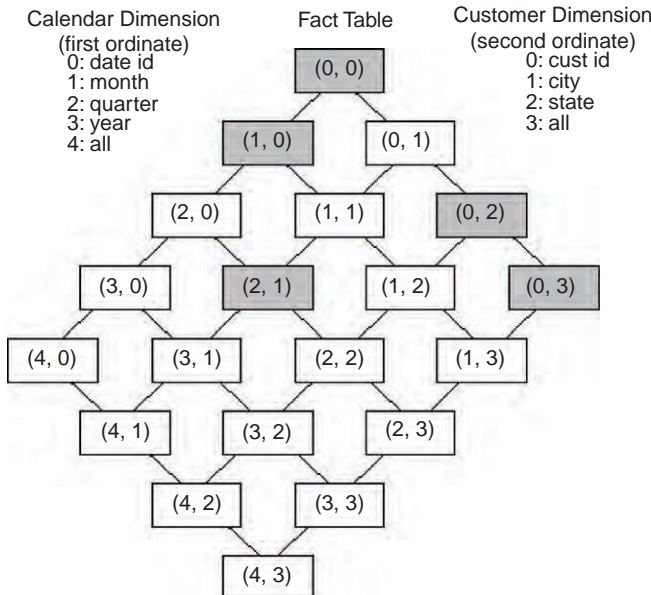 Calendar Dimension
(first ordinate)
0: date id
1: month
2: quarter
3: year
4: all
Fact Table
Customer Dimension
(second ordinate)
0: cust id
1: city
2: state
3: all
(0, 0)
(1, 0)
(0, 1)
(2, 0)
(1, 1)
(0, 2)
(3, 0)
(2, 1)
(1, 2)
(0, 3)
(4, 0)
(3, 1)
(2, 2)
(1, 3)
(4, 1)
(3, 2)
(2, 3)
(4, 2)
(3, 3)
(4, 3)